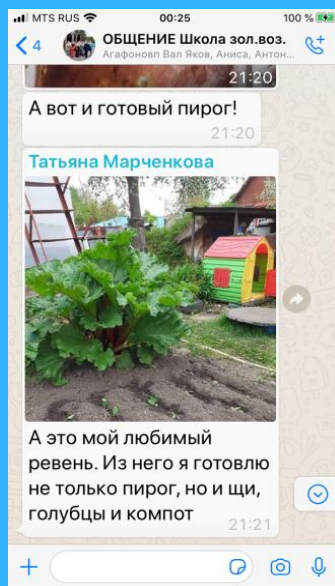 MTS RUS 00:25 100 %
4 ОБЩЕНИЕ Школа зол.воз.
Агафоновп Вал Яков, Аниса, Антон...
21:20
А вот и готовый пирог!
21:20
Татьяна Марченкова
А это мой любимый
ревень. Из него я готовлю
не только пирог, но и щи,
голубцы и компот
21:21